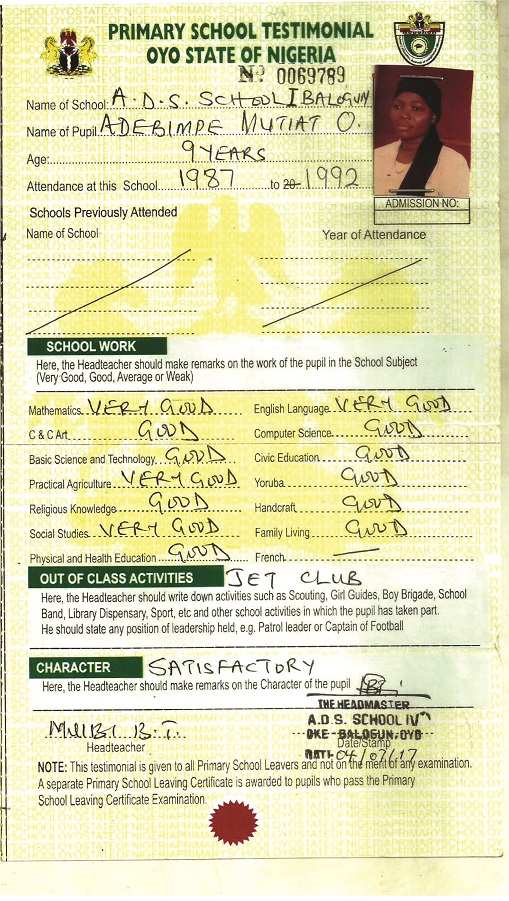 PRIMARY SCHOOL TESTIMONIAL
OYO STATE OF NIGERIA
No 0069789
Name of School: A.D.S. SCHOOL I BALOGUN
Name of Pupil ADEBIMPE MUTIAT O.
Age: 9 YEARS
Attendance at this School 1987 to 20 1992
ADMISSION NO:
Schools Previously Attended
Name of School Year of Attendance
SCHOOL WORK
Here, the Headteacher should make remarks on the work of the pupil in the School Subject
(Very Good, Good, Average or Weak)
Mathematics VERY GOOD English Language VERY GOOD
C & C Art GOOD Computer Science GOOD
Basic Science and Technology GOOD Civic Education GOOD
Practical Agriculture VERY GOOD Yoruba GOOD
Religious Knowledge GOOD Handcraft GOOD
Social Studies VERY GOOD Family Living GOOD
Physical and Health Education GOOD French
OUT OF CLASS ACTIVITIES JET CLUB
Here, the Headteacher should write down activities such as Scouting, Girl Guides, Boy Brigade, School
Band, Library Dispensary, Sport, etc and other school activities in which the pupil has taken part.
He should state any position of leadership held, e.g. Patrol leader or Captain of Football
CHARACTER SATISFACTORY
Here, the Headteacher should make remarks on the Character of the pupil
THE HEADMASTER
A.D.S. SCHOOL IV
OKE-BALOGUN, OYO
B.T.
Headteacher Date/Stamp
DATE 04/07/17
NOTE: This testimonial is given to all Primary School Leavers and not on the merit of any examination.
A separate Primary School Leaving Certificate is awarded to pupils who pass the Primary
School Leaving Certificate Examination.